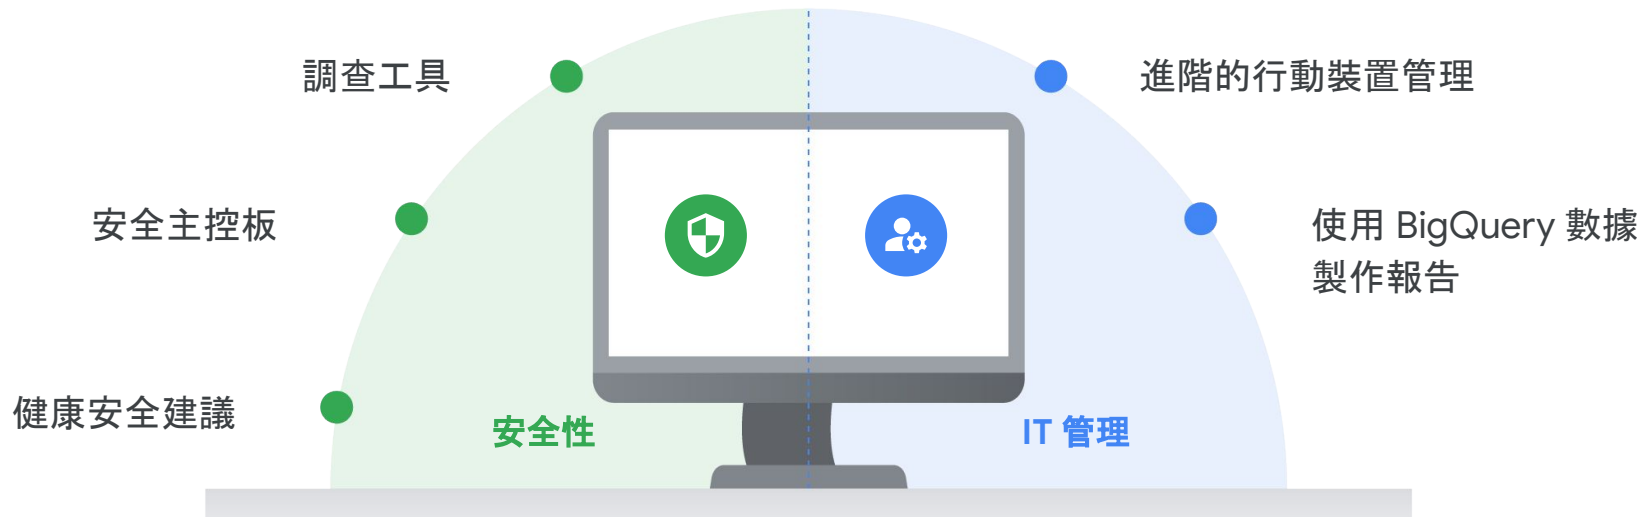 調查工具
進階的行動裝置管理
安全主控板
使用 BigQuery 數據
製作報告
健康安全建議
安全性
IT 管理